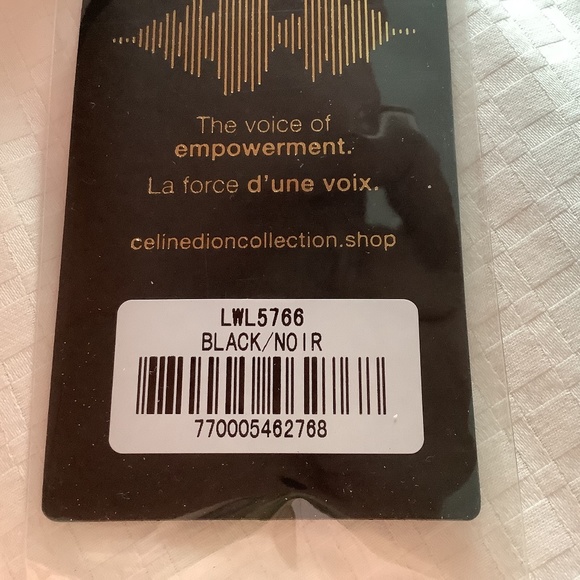 The voice of
empowerment.
La force d'une voix.
celinedioncollection.shop
LWL5766
BLACK/NOIR
770005462768